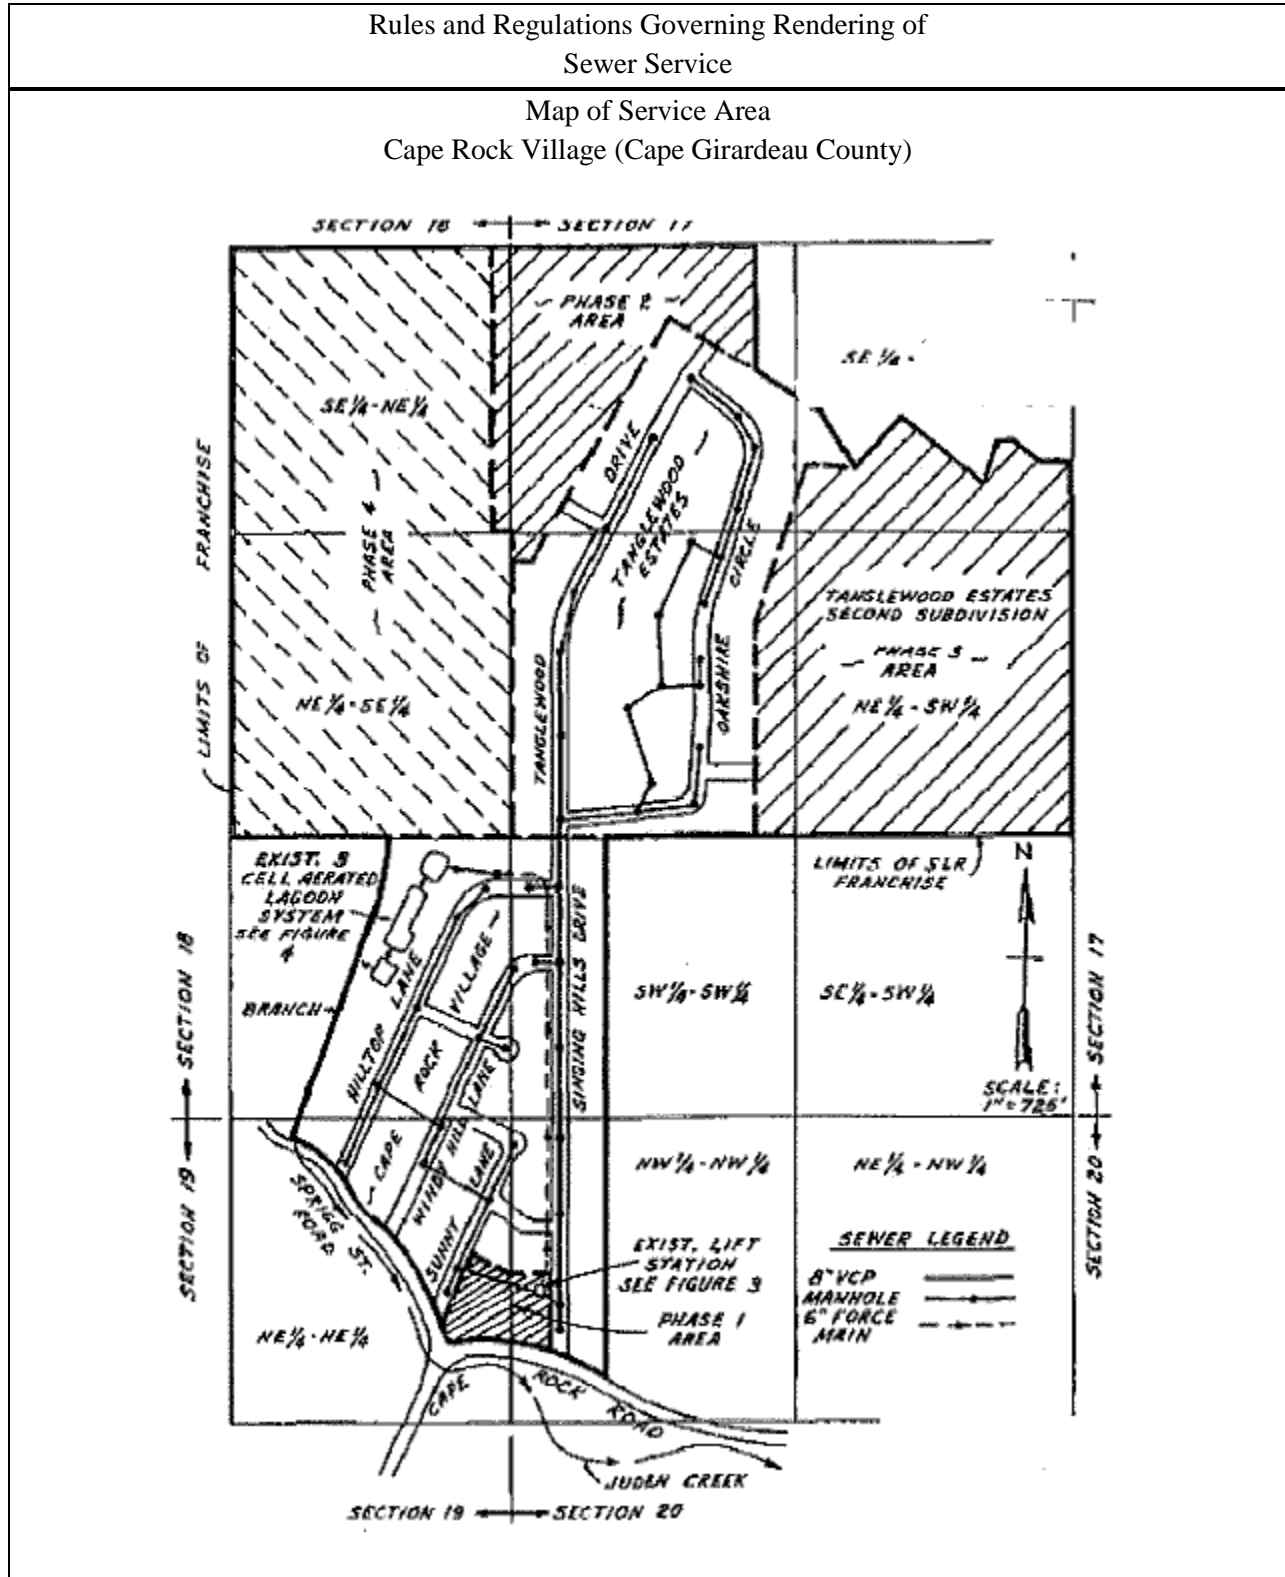 Rules and Regulations Governing Rendering of
Sewer Service
Map of Service Area
Cape Rock Village (Cape Girardeau County)
SECTION 18
SECTION 17
PHASE 2
AREA
SE 1/4 -
SE 1/4 - NE 1/4
LIMITS OF FRANCHISE
PHASE 4
AREA
DRIVE
TANGLEWOOD
ESTATES
CIRCLE
TANGLEWOOD ESTATES
SECOND SUBDIVISION
PHASE 3
AREA
NE 1/4 - SE 1/4
TANGLEWOOD
OAKSHIRE
NE 1/4 - SW 1/4
EXIST. 3
CELL AERATED
LAGOON
SYSTEM
SEE FIGURE
4
LIMITS OF SLR
FRANCHISE
N
SECTION 18
BRANCH
HILLTOP LANE
VILLAGE
ROCK
CAPE
SINGING HILLS DRIVE
SW 1/4 - SW 1/4
SE 1/4 - SW 1/4
SECTION 17
SCALE:
1" = 726'
SECTION 19
SPRIGG ST.
ROAD
WINDY HILL LANE
SUNNY LANE
NW 1/4 - NW 1/4
NE 1/4 - NW 1/4
SECTION 20
EXIST. LIFT
STATION
SEE FIGURE 3
PHASE 1
AREA
SEWER LEGEND
8" VCP
MANHOLE
6" FORCE
MAIN
NE 1/4 - NE 1/4
CAPE
ROCK
ROAD
JUDEN CREEK
SECTION 19
SECTION 20